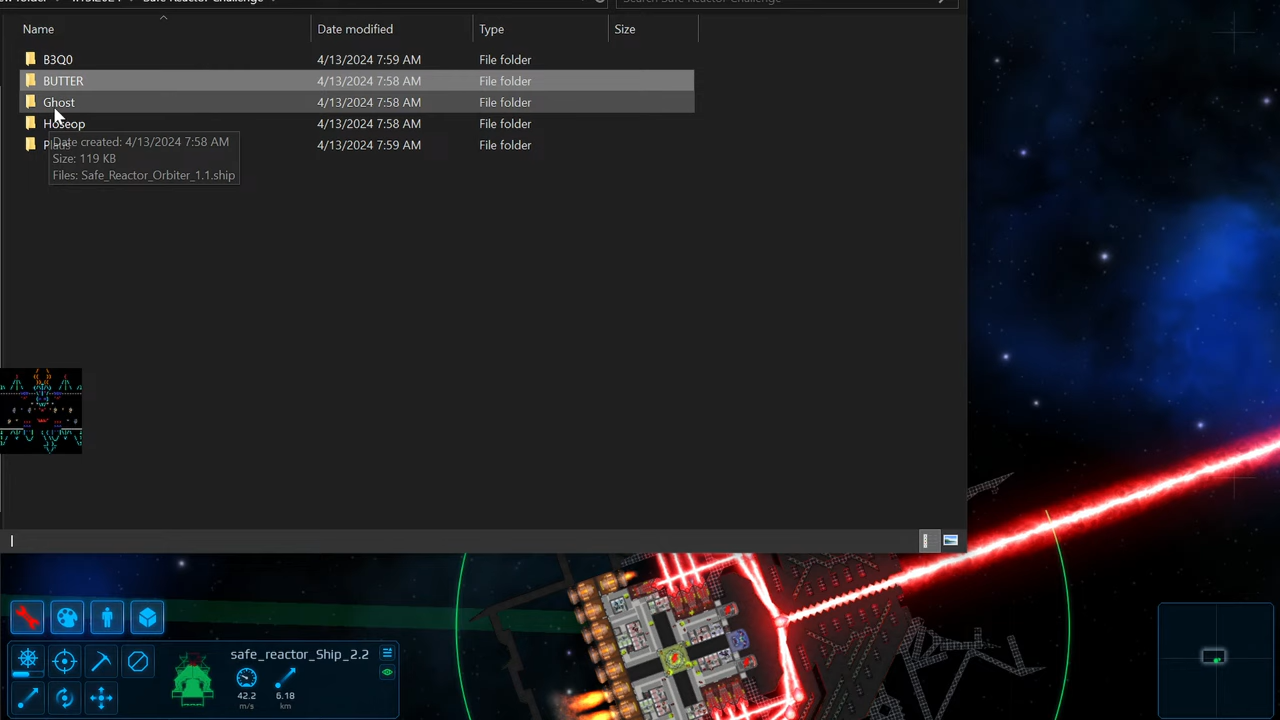 Name Date modified Type Size
B3Q0 4/13/2024 7:59 AM File folder
BUTTER 4/13/2024 7:58 AM File folder
Ghost 4/13/2024 7:58 AM File folder
Hoseop 4/13/2024 7:58 AM File folder
4/13/2024 7:59 AM File folder
Date created: 4/13/2024 7:58 AM
Size: 119 KB
Files: Safe_Reactor_Orbiter_1.1.ship
safe_reactor_Ship_2.2
42.2 6.18
m/s km